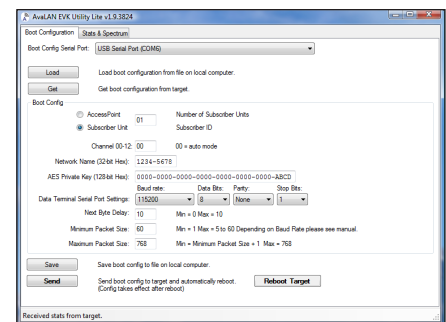 AvaLAN EVK Utility Lite v1.9.3824
Boot Configuration Stats & Spectrum
Boot Config Serial Port: USB Serial Port (COM6)
Load Load boot configuration from file on local computer.
Get Get boot configuration from target.
Boot Config
AccessPoint Number of Subscriber Units
01
Subscriber Unit Subscriber ID
Channel 00-12: 00 00 = auto mode
Network Name (32-bit Hex): 1234-5678
AES Private Key (128-bit Hex): 0000-0000-0000-0000-0000-0000-0000-ABCD
Baud rate: Data Bits: Parity: Stop Bits:
Data Terminal Serial Port Settings: 115200 8 None 1
Next Byte Delay: 10 Min = 0 Max = 10
Minimum Packet Size: 60 Min = 1 Max = 5 to 60 Depending on Baud Rate please see manual.
Maximum Packet Size: 768 Min = Minimum Packet Size + 1 Max = 768
Save Save boot config to file on local computer.
Send Send boot config to target and automatically reboot. Reboot Target
(Config takes effect after reboot)
Received stats from target.